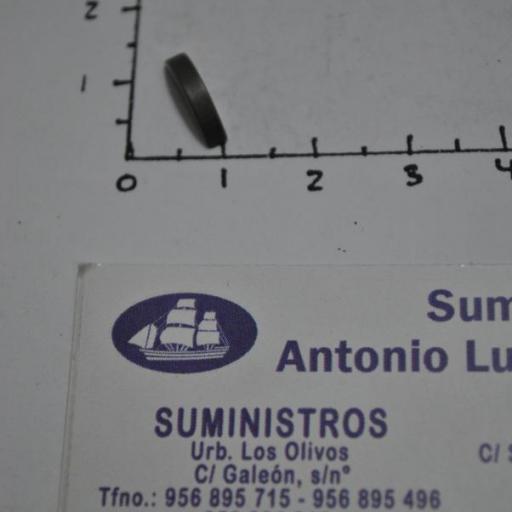 2
1
0 1 2 3 4
Sum
Antonio Lu
SUMINISTROS
Urb. Los Olivos
C/ Galeón, s/nº
C/
Tfno.: 956 895 715 - 956 895 496